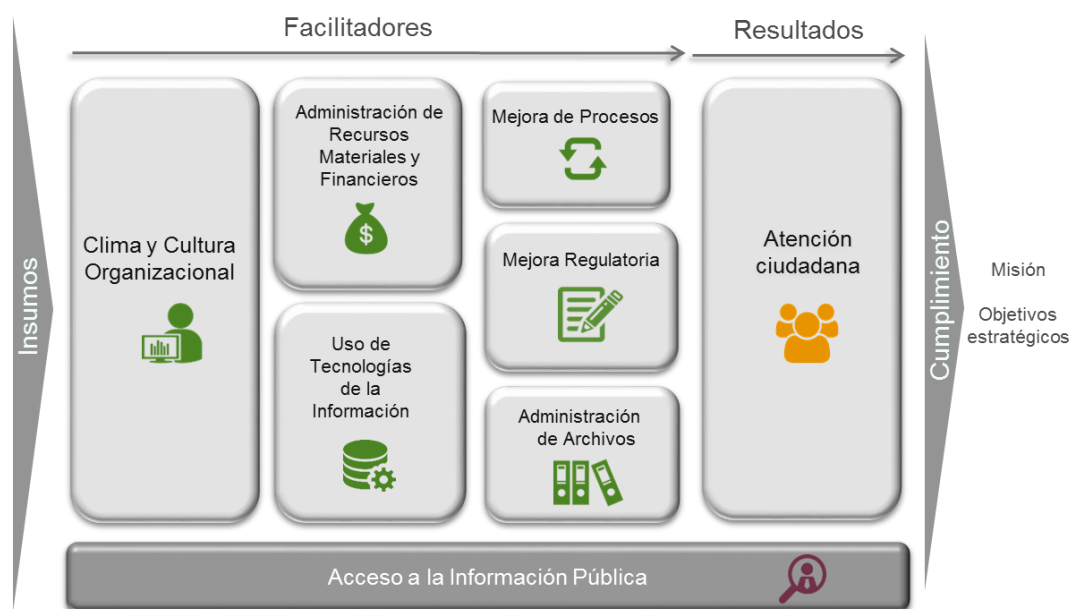 Facilitadores
Resultados
Insumos
Clima y Cultura
Organizacional
Administración de
Recursos
Materiales y
Financieros
$
Uso de
Tecnologías
de la
Información
Mejora de Procesos
Mejora Regulatoria
Administración
de Archivos
Atención
ciudadana
Cumplimiento
Misión
Objetivos
estratégicos
Acceso a la Información Pública